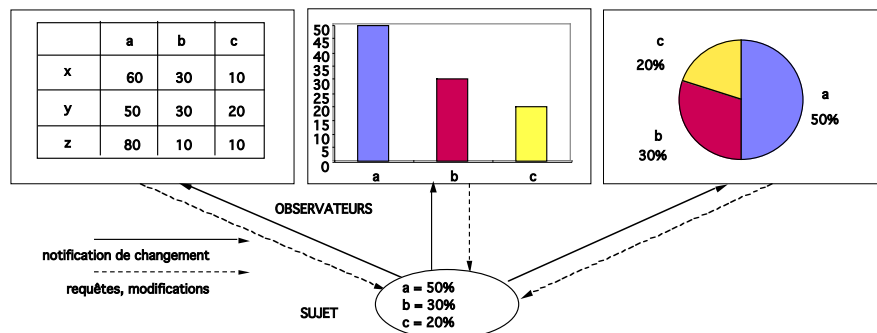 a b c
x 60 30 10
y 50 30 20
z 80 10 10
50
45
40
35
30
25
20
15
10
5
0
a b c
c
20%
b
30%
a
50%
OBSERVATEURS
notification de changement
requêtes, modifications
SUJET
a = 50%
b = 30%
c = 20%